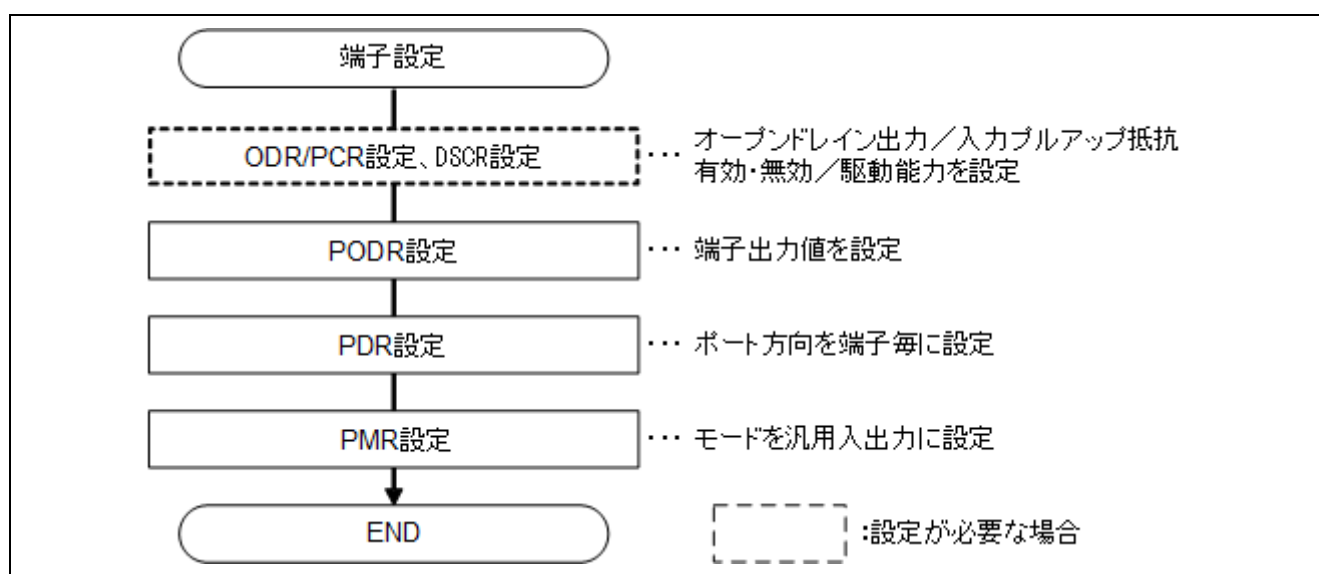 端子設定
ODR/PCR設定、DSCR設定
・・・ オープンドレイン出力／入力プルアップ抵抗
有効・無効／駆動能力を設定
PODR設定
・・・ 端子出力値を設定
PDR設定
・・・ ポート方向を端子毎に設定
PMR設定
・・・ モードを汎用入出力に設定
END
:設定が必要な場合